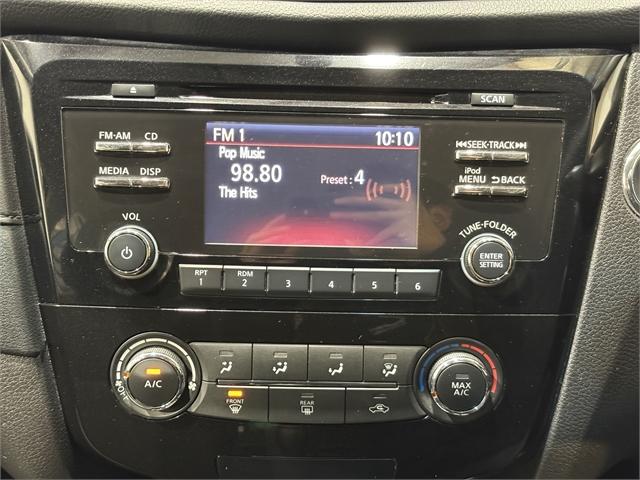 SCAN
FM·AM CD
MEDIA DISP
VOL
FM 1 10:10
Pop Music
98.80 Preset : 4
The Hits
SEEK·TRACK
iPod
MENU BACK
TUNE·FOLDER
ENTER
SETTING
RPT
1
RDM
2
3
4
5
6
OFF
A/C
FRONT
REAR
MAX
A/C